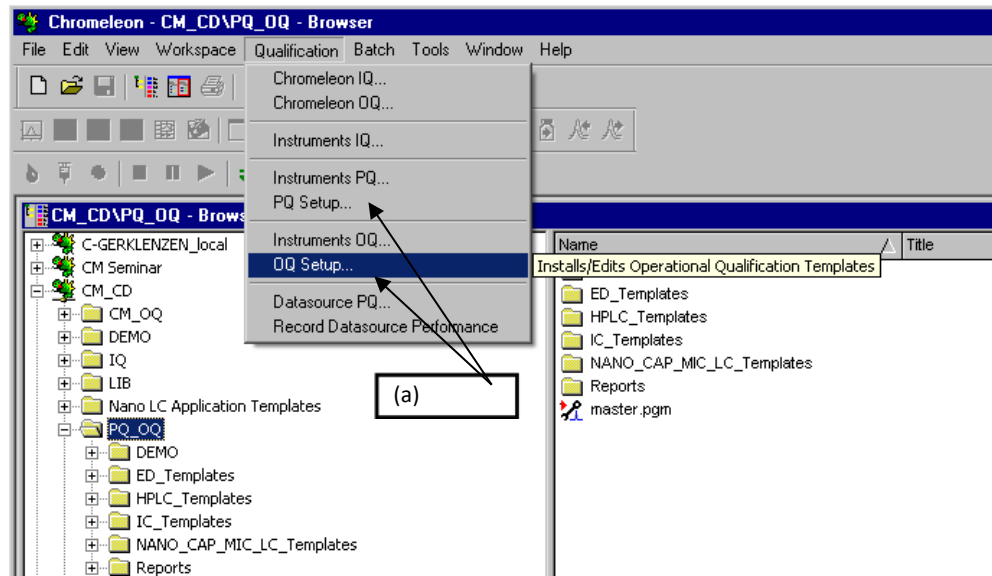 Chromeleon - CM_CD\PQ_OQ - Browser
File Edit View Workspace Qualification Batch Tools Window Help
Chromeleon IQ...
Chromeleon OQ...
Instruments IQ...
Instruments PQ...
PQ Setup...
Instruments OQ...
OQ Setup...
Datasource PQ...
Record Datasource Performance
Installs/Edits Operational Qualification Templates
(a)
CM_CD\PQ_OQ - Brows
C-GERKLENZEN_local
CM Seminar
CM_CD
CM_OQ
DEMO
IQ
LIB
Nano LC Application Templates
PQ_OQ
DEMO
ED_Templates
HPLC_Templates
IC_Templates
NANO_CAP_MIC_LC_Templates
Reports
Name Title
ED_Templates
HPLC_Templates
IC_Templates
NANO_CAP_MIC_LC_Templates
Reports
master.pgm